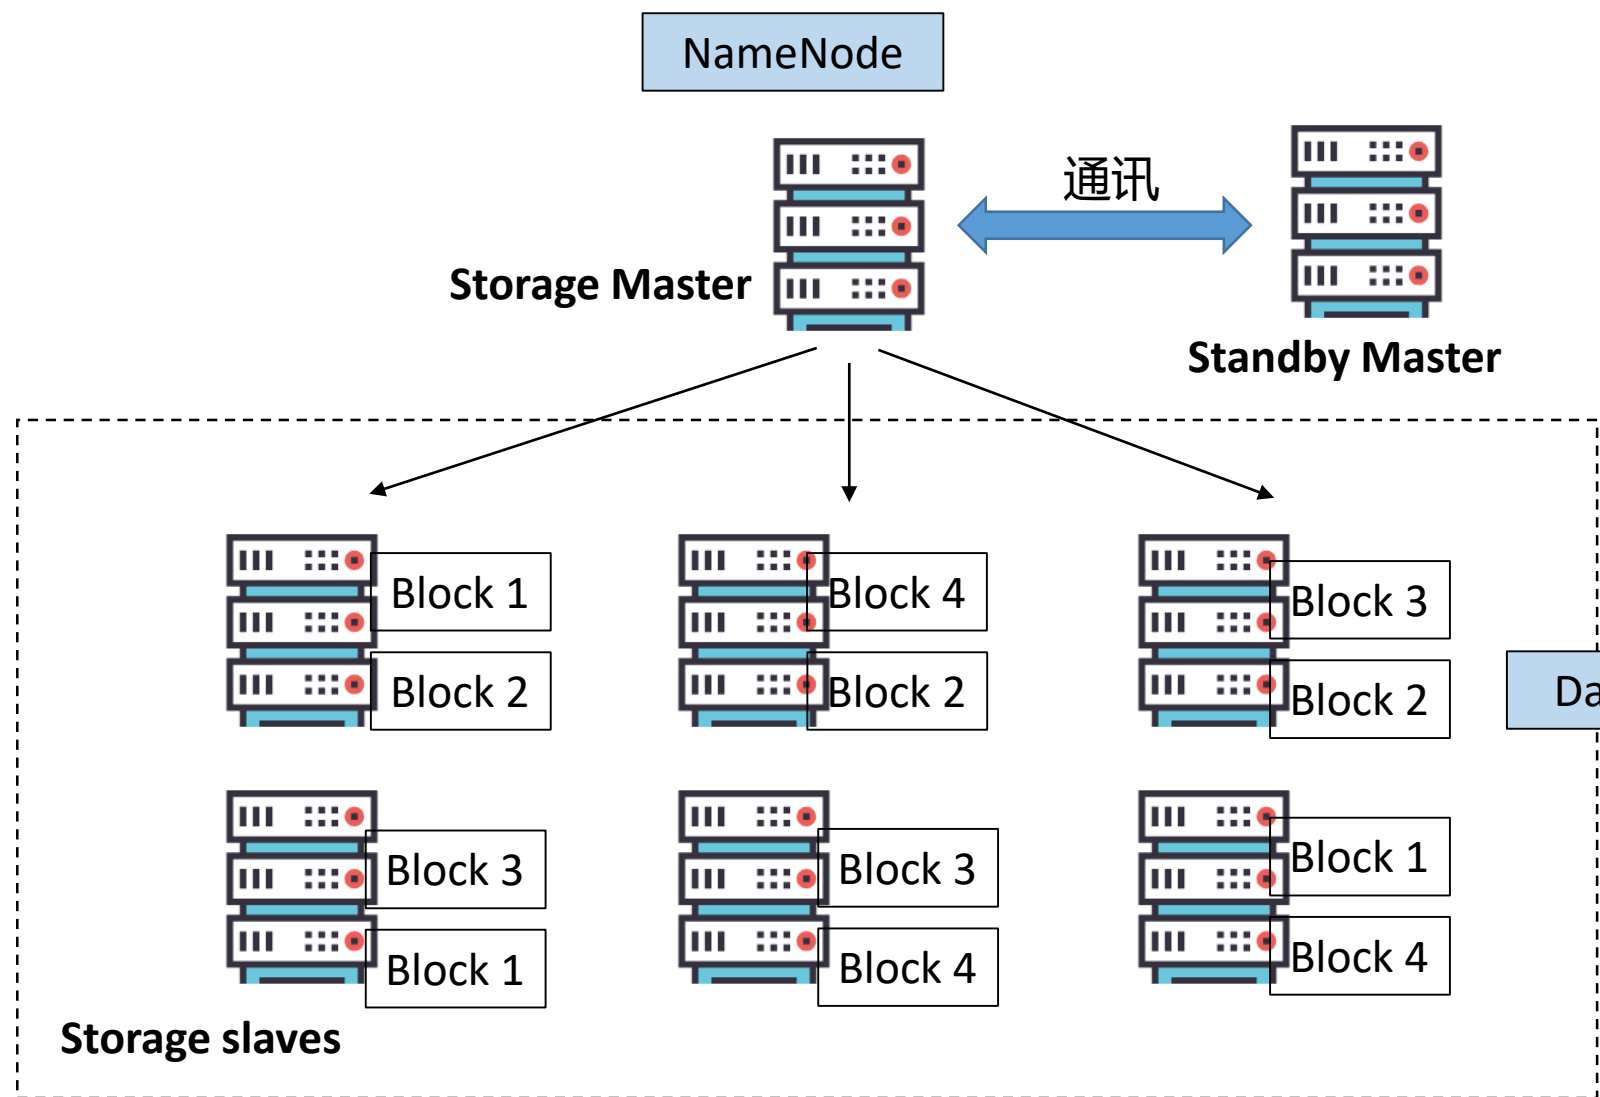 NameNode
通讯
Storage Master
Standby Master
Block 1
Block 4
Block 3
Block 2
Block 2
Block 2
Da
Block 3
Block 3
Block 1
Block 1
Block 4
Block 4
Storage slaves